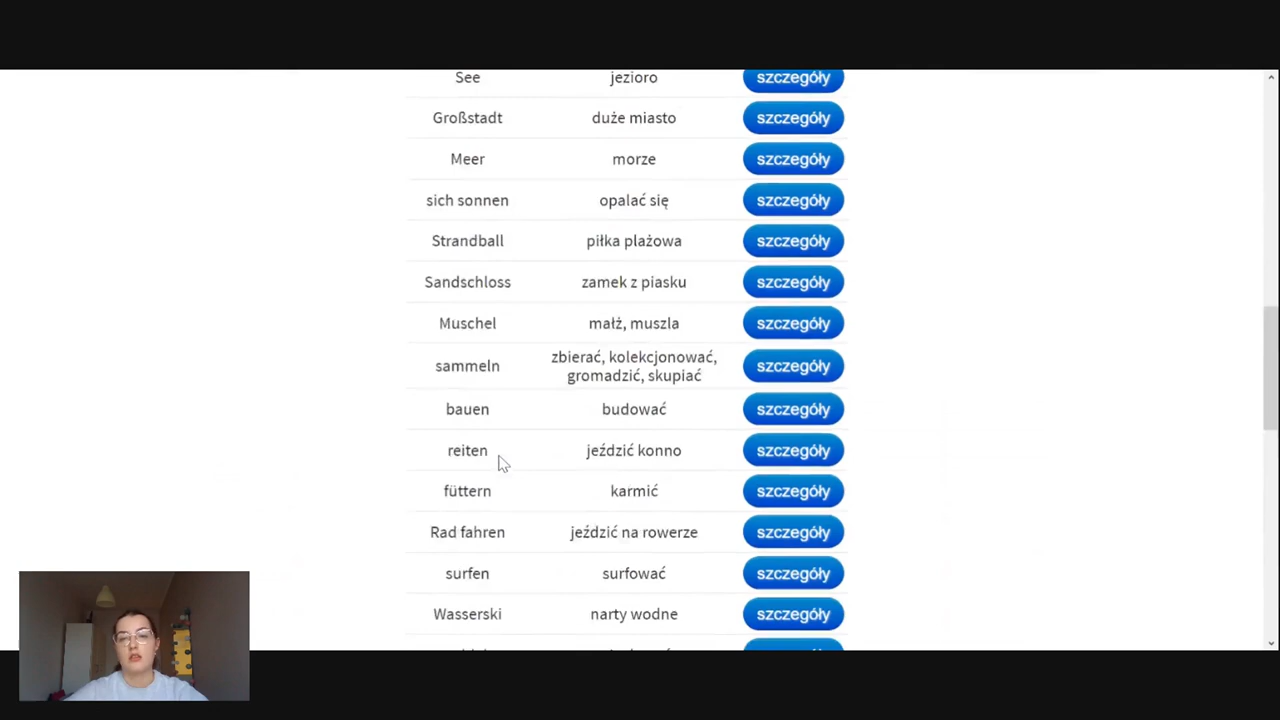 See jezioro szczegóły
Großstadt duże miasto szczegóły
Meer morze szczegóły
sich sonnen opalać się szczegóły
Strandball piłka plażowa szczegóły
Sandschloss zamek z piasku szczegóły
Muschel małż, muszla szczegóły
sammeln zbierać, kolekcjonować, gromadzić, skupiać szczegóły
bauen budować szczegóły
reiten jeździć konno szczegóły
füttern karmić szczegóły
Rad fahren jeździć na rowerze szczegóły
surfen surfować szczegóły
Wasserski narty wodne szczegóły